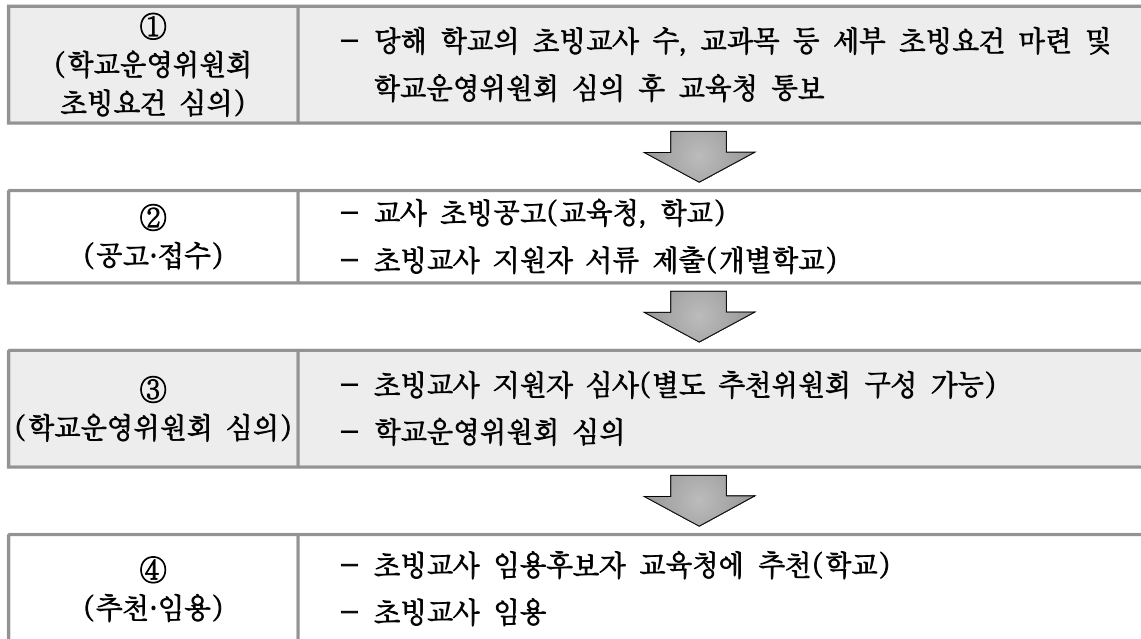 ①
(학교운영위원회
초빙요건 심의)
- 당해 학교의 초빙교사 수, 교과목 등 세부 초빙요건 마련 및
학교운영위원회 심의 후 교육청 통보
②
(공고·접수)
- 교사 초빙공고(교육청, 학교)
- 초빙교사 지원자 서류 제출(개별학교)
③
(학교운영위원회 심의)
- 초빙교사 지원자 심사(별도 추천위원회 구성 가능)
- 학교운영위원회 심의
④
(추천·임용)
- 초빙교사 임용후보자 교육청에 추천(학교)
- 초빙교사 임용